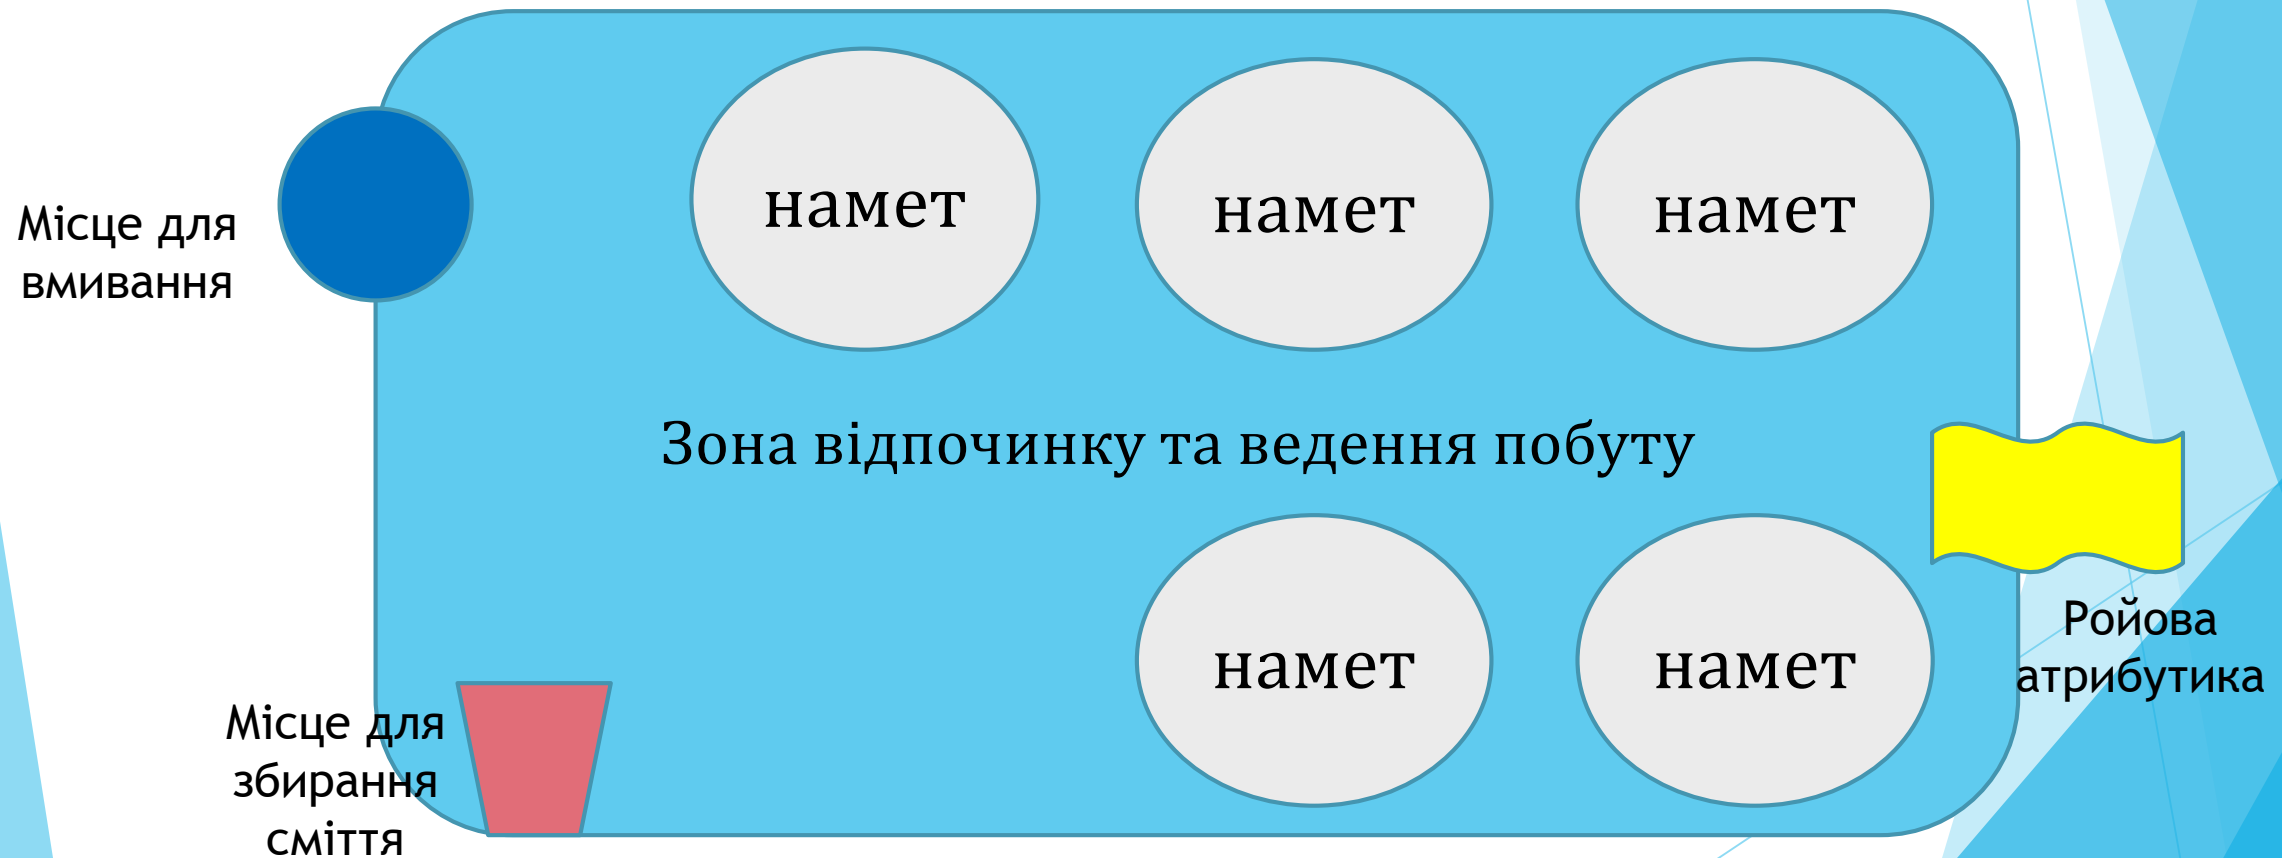 намет
намет
намет
Місце для
вмивання
Зона відпочинку та ведення побуту
намет
намет
Ройова
атрибутика
Місце для
збирання
сміття